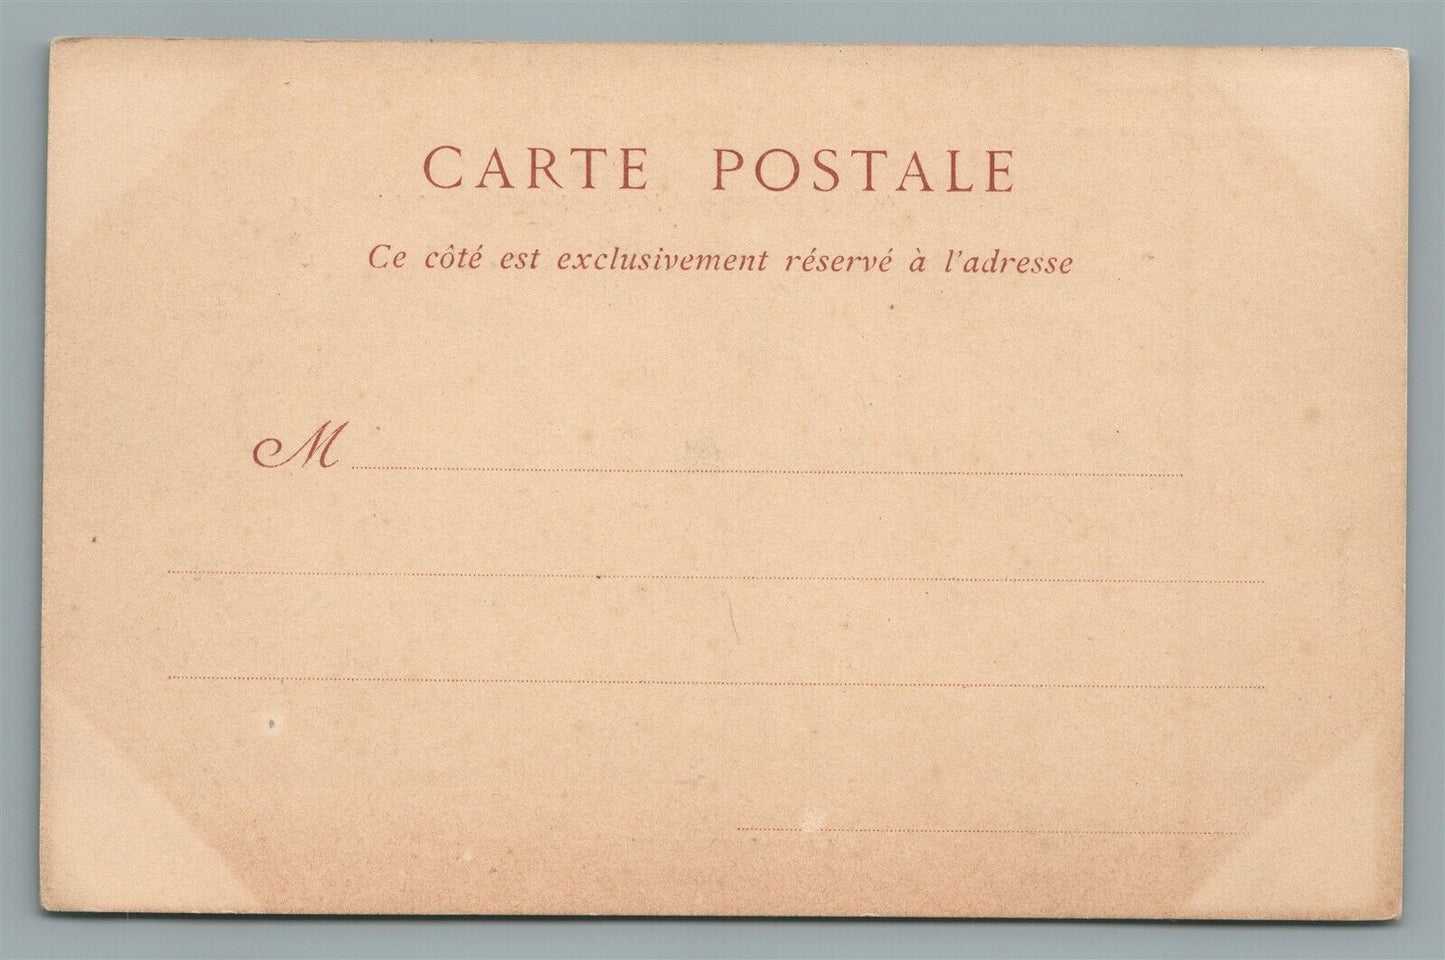 CARTE POSTALE
Ce côté est exclusivement réservé à l'adresse
M